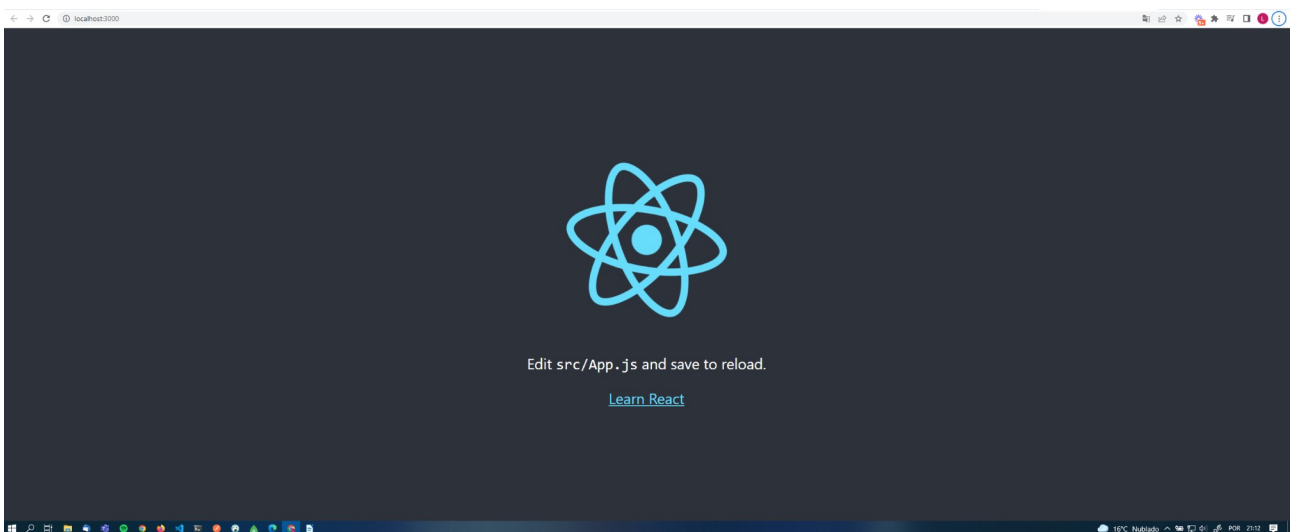 localhost:3000
L
Edit src/App.js and save to reload.
Learn React
16°C Nublado
POR
21:12